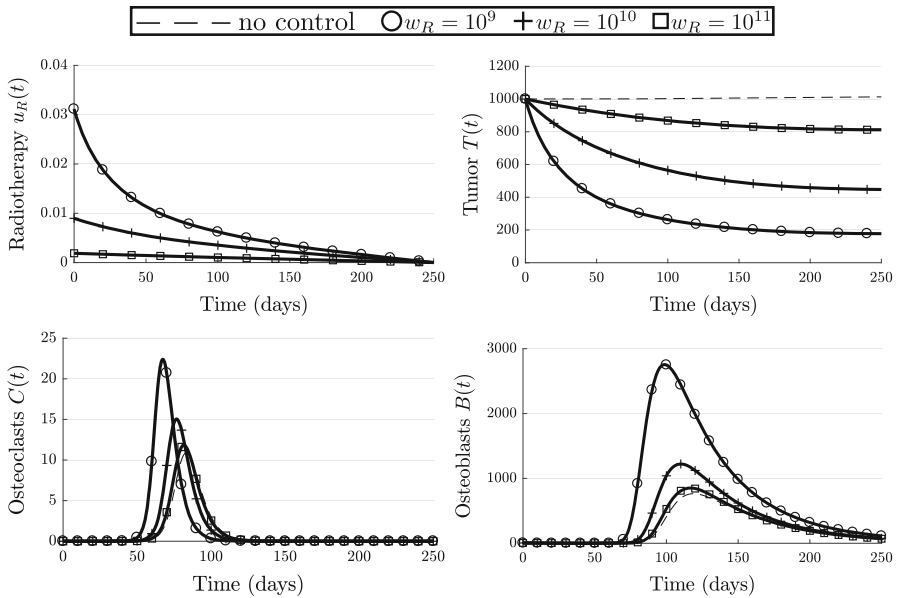 no control w_R = 10^9 w_R = 10^10 w_R = 10^11
Radiotherapy u_R(t)
0.04
0.03
0.02
0.01
0
0 50 100 150 200 250
Time (days)
Tumor T(t)
1200
1000
800
600
400
200
0
0 50 100 150 200 250
Time (days)
Osteoclasts C(t)
25
20
15
10
5
0
0 50 100 150 200 250
Time (days)
Osteoblasts B(t)
3000
2000
1000
0
0 50 100 150 200 250
Time (days)